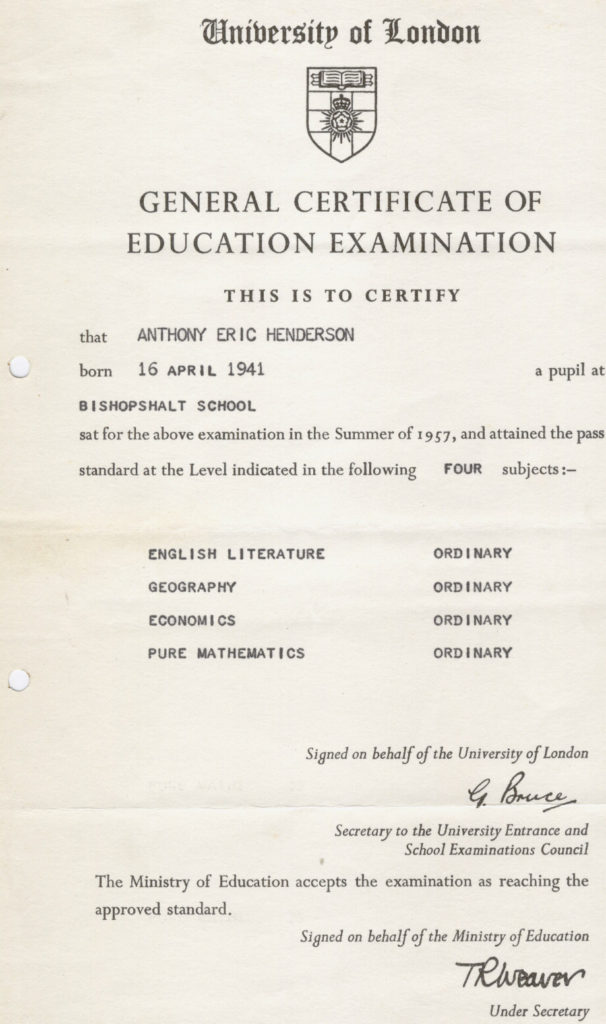 University of London
GENERAL CERTIFICATE OF
EDUCATION EXAMINATION
THIS IS TO CERTIFY
that ANTHONY ERIC HENDERSON
born 16 APRIL 1941 a pupil at
BISHOPSHALT SCHOOL
sat for the above examination in the Summer of 1957, and attained the pass
standard at the Level indicated in the following FOUR subjects:–
ENGLISH LITERATURE ORDINARY
GEOGRAPHY ORDINARY
ECONOMICS ORDINARY
PURE MATHEMATICS ORDINARY
Signed on behalf of the University of London
G. Bruce
Secretary to the University Entrance and
School Examinations Council
The Ministry of Education accepts the examination as reaching the
approved standard.
Signed on behalf of the Ministry of Education
T R Weaver
Under Secretary